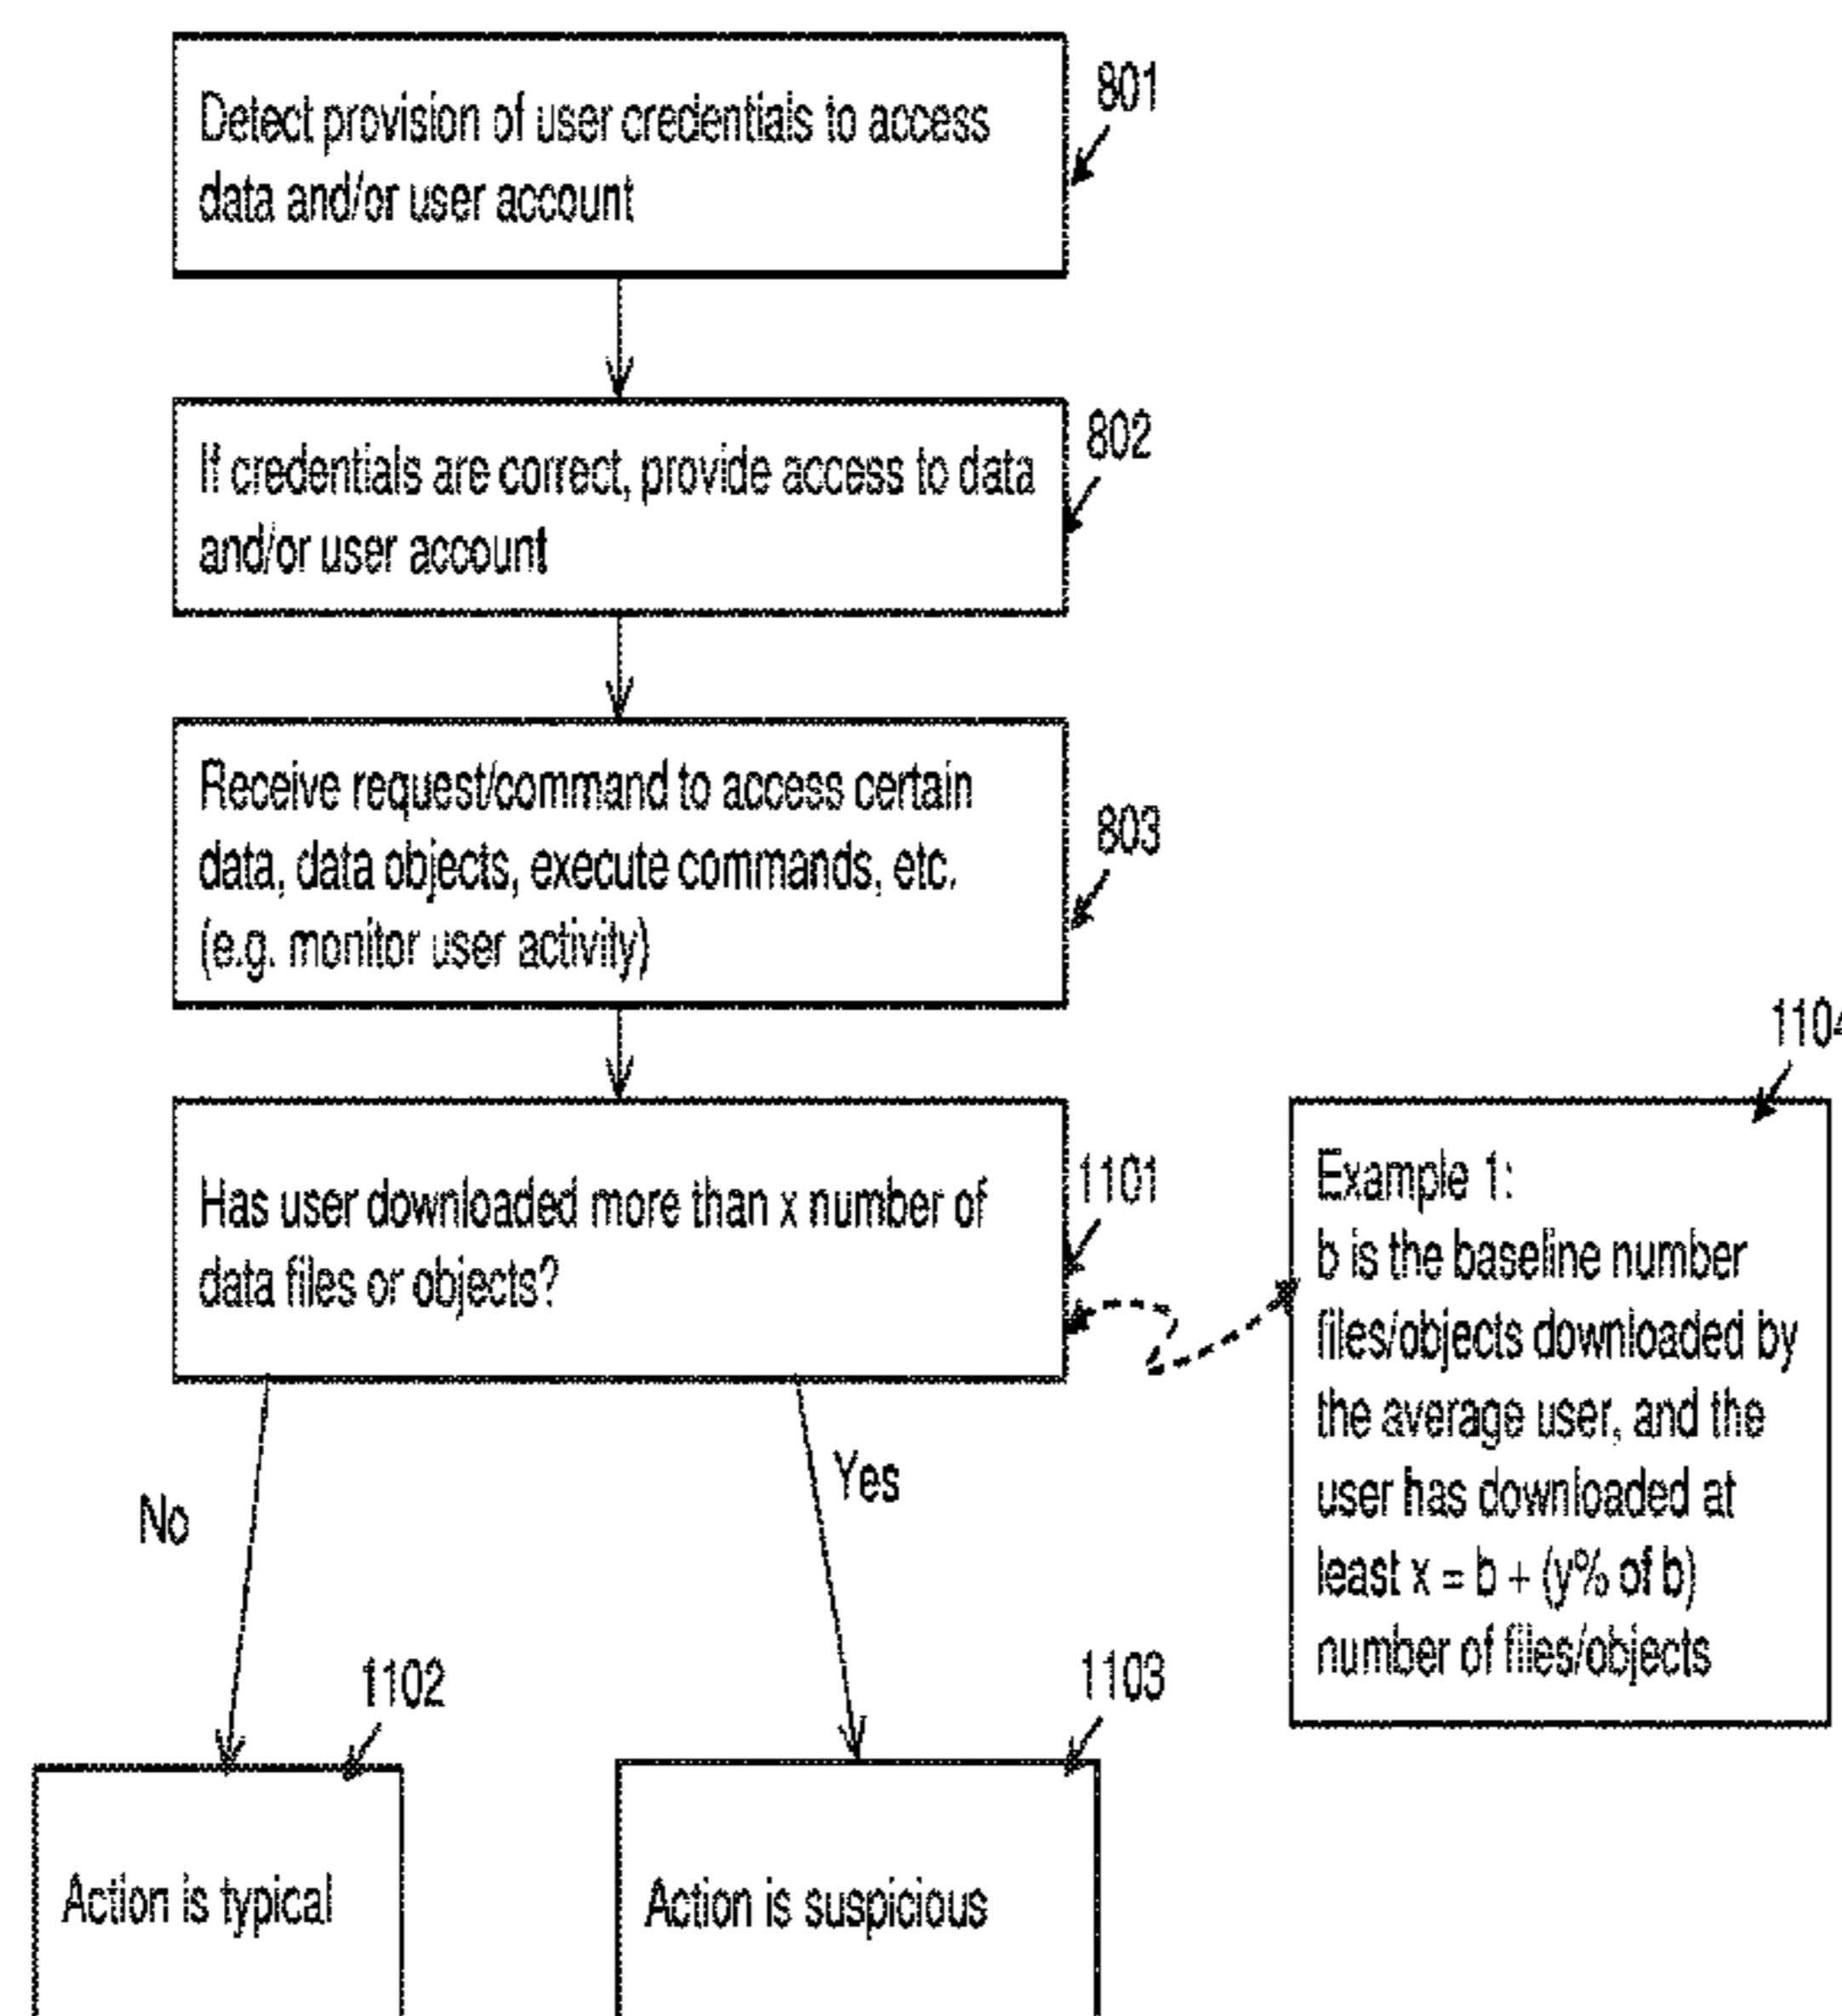 Detect provision of user credentials to access
data and/or user account
801
If credentials are correct, provide access to data
and/or user account
802
Receive request/command to access certain
data, data objects, execute commands, etc.
(e.g. monitor user activity)
803
Has user downloaded more than x number of
data files or objects?
1101
1104
Example 1:
b is the baseline number
files/objects downloaded by
the average user, and the
user has downloaded at
least x = b + (y% of b)
number of files/objects
No
Yes
1102
Action is typical
1103
Action is suspicious